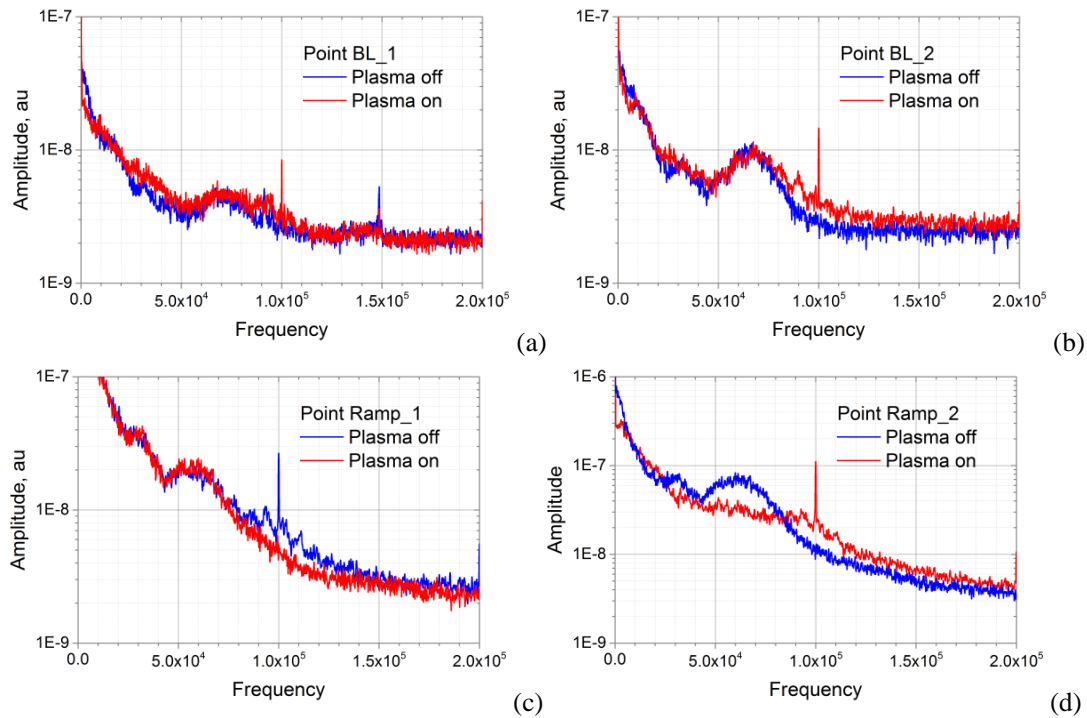 1E-7
1E-8
1E-9
Amplitude, au
Point BL_1
Plasma off
Plasma on
0.0
5.0x10⁴
1.0x10⁵
1.5x10⁵
2.0x10⁵
Frequency
(a)
1E-7
1E-8
1E-9
Amplitude, au
Point BL_2
Plasma off
Plasma on
0.0
5.0x10⁴
1.0x10⁵
1.5x10⁵
2.0x10⁵
Frequency
(b)
1E-7
1E-8
1E-9
Amplitude, au
Point Ramp_1
Plasma off
Plasma on
0.0
5.0x10⁴
1.0x10⁵
1.5x10⁵
2.0x10⁵
Frequency
(c)
1E-6
1E-7
1E-8
1E-9
Amplitude
Point Ramp_2
Plasma off
Plasma on
0.0
5.0x10⁴
1.0x10⁵
1.5x10⁵
2.0x10⁵
Frequency
(d)